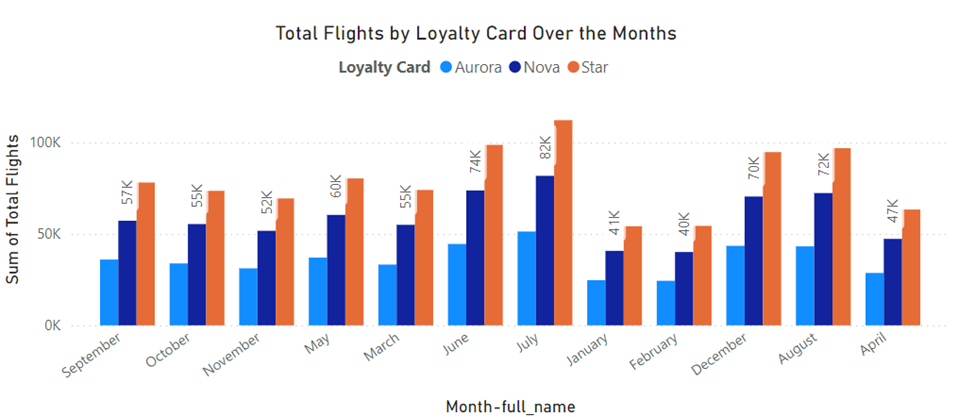 Total Flights by Loyalty Card Over the Months
Loyalty Card Aurora Nova Star
Sum of Total Flights
100K
50K
0K
57K
55K
52K
60K
55K
74K
82K
41K
40K
70K
72K
47K
September
October
November
May
March
June
July
January
February
December
August
April
Month-full_name